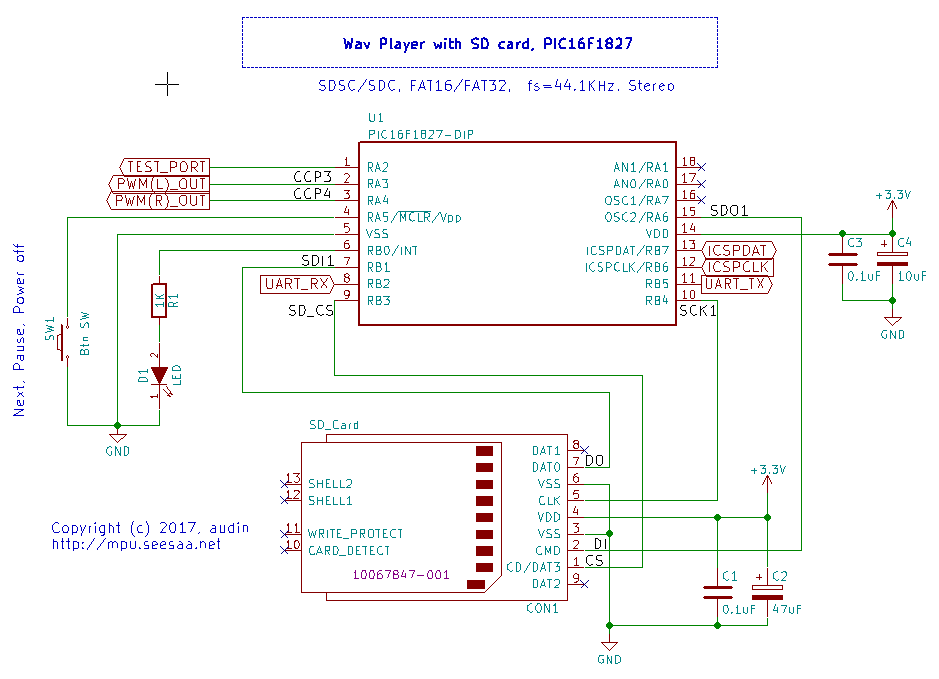 Wav Player with SD card, PIC16F1827
SDSC/SDC, FAT16/FAT32, fs=44.1KHz. Stereo
U1
PIC16F1827-DIP
TEST_PORT 1 RA2
PWM(L)_OUT CCP3 2 RA3
PWM(R)_OUT CCP4 3 RA4
4 RA5/MCLR/Vpp
5 VSS
6 RB0/INT
SDI1 7 RB1
UART_RX 8 RB2
SD_CS 9 RB3
AN1/RA1 18
AN0/RA0 17
OSC1/RA7 16
OSC2/RA6 15 SDO1
VDD 14
ICSPDAT/RB7 13 ICSPDAT
ICSPCLK/RB6 12 ICSPCLK
RB5 11 UART_TX
RB4 10
SCK1
+3.3V
C3
0.1uF
+ C4
10uF
GND
Next, Pause, Power off
SW1
Btn SW
1K R1
2
D1 LED
1
GND
SD_Card
13 SHELL2
12 SHELL1
11 WRITE_PROTECT
10 CARD_DETECT
10067847-001
DAT1 8
DAT0 7 DO
VSS 6
CLK 5
VDD 4
VSS 3
CMD 2 DI
CD/DAT3 1 CS
DAT2 9
CON1
+3.3V
C1
0.1uF
+ C2
47uF
GND
Copyright (c) 2017, audin
http://mpu.seesaa.net